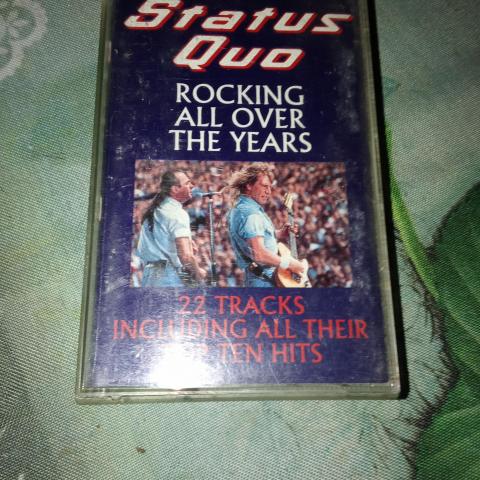 Status
Quo
ROCKING
ALL OVER
THE YEARS
22 TRACKS
INCLUDING ALL THEIR
TEN HITS